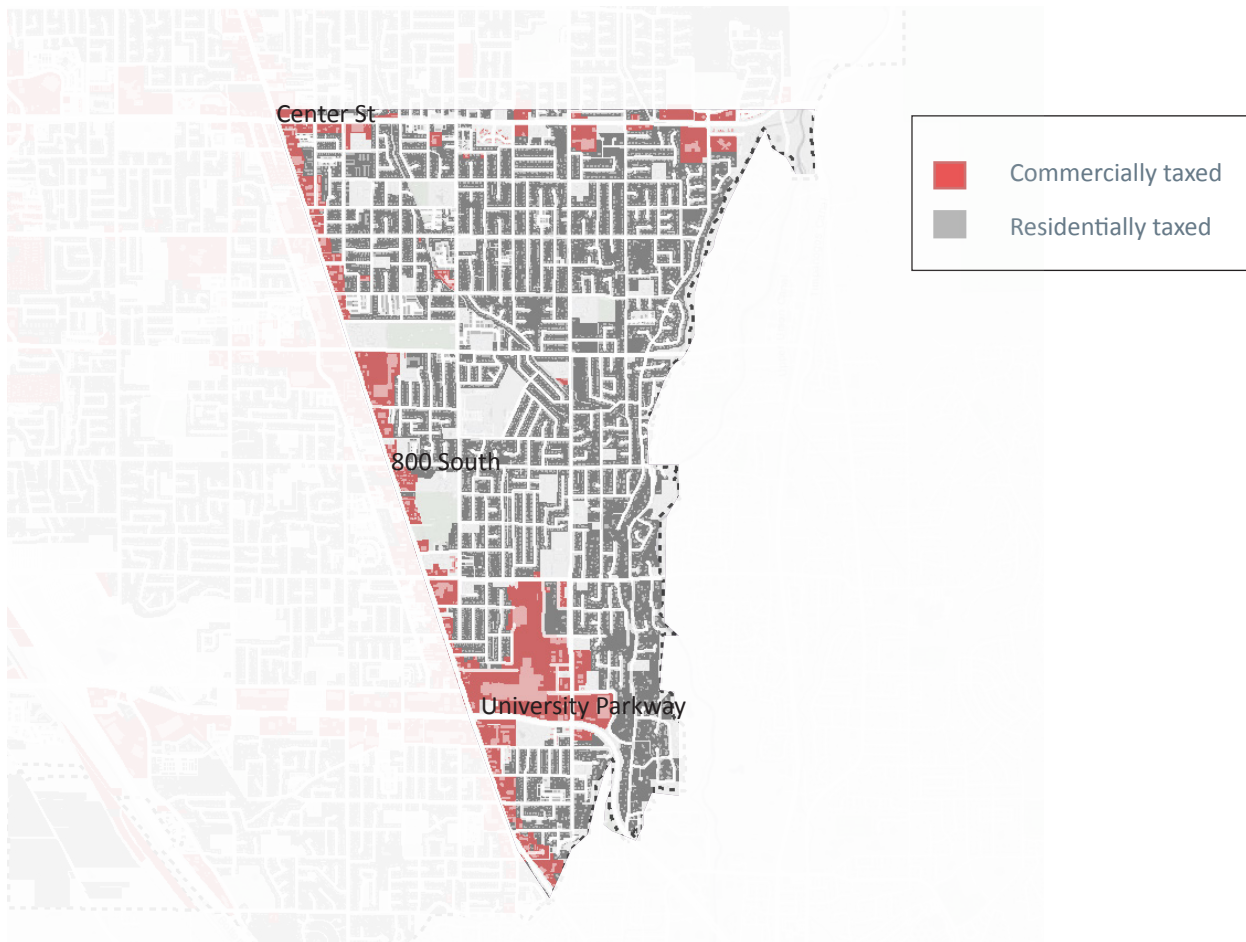 Center St
Commercially taxed
Residentially taxed
800 South
University Parkway